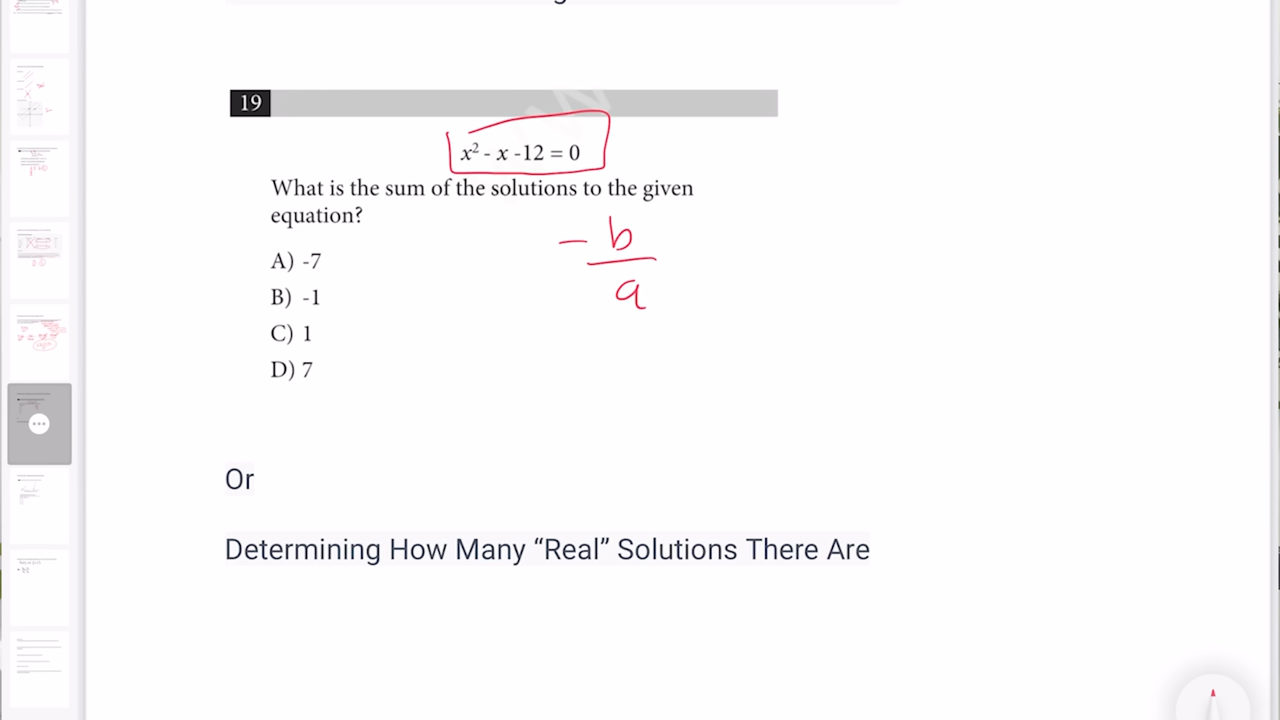 19
x² - x -12 = 0
What is the sum of the solutions to the given
equation?
- b
a
A) -7
B) -1
C) 1
D) 7
Or
Determining How Many “Real” Solutions There Are